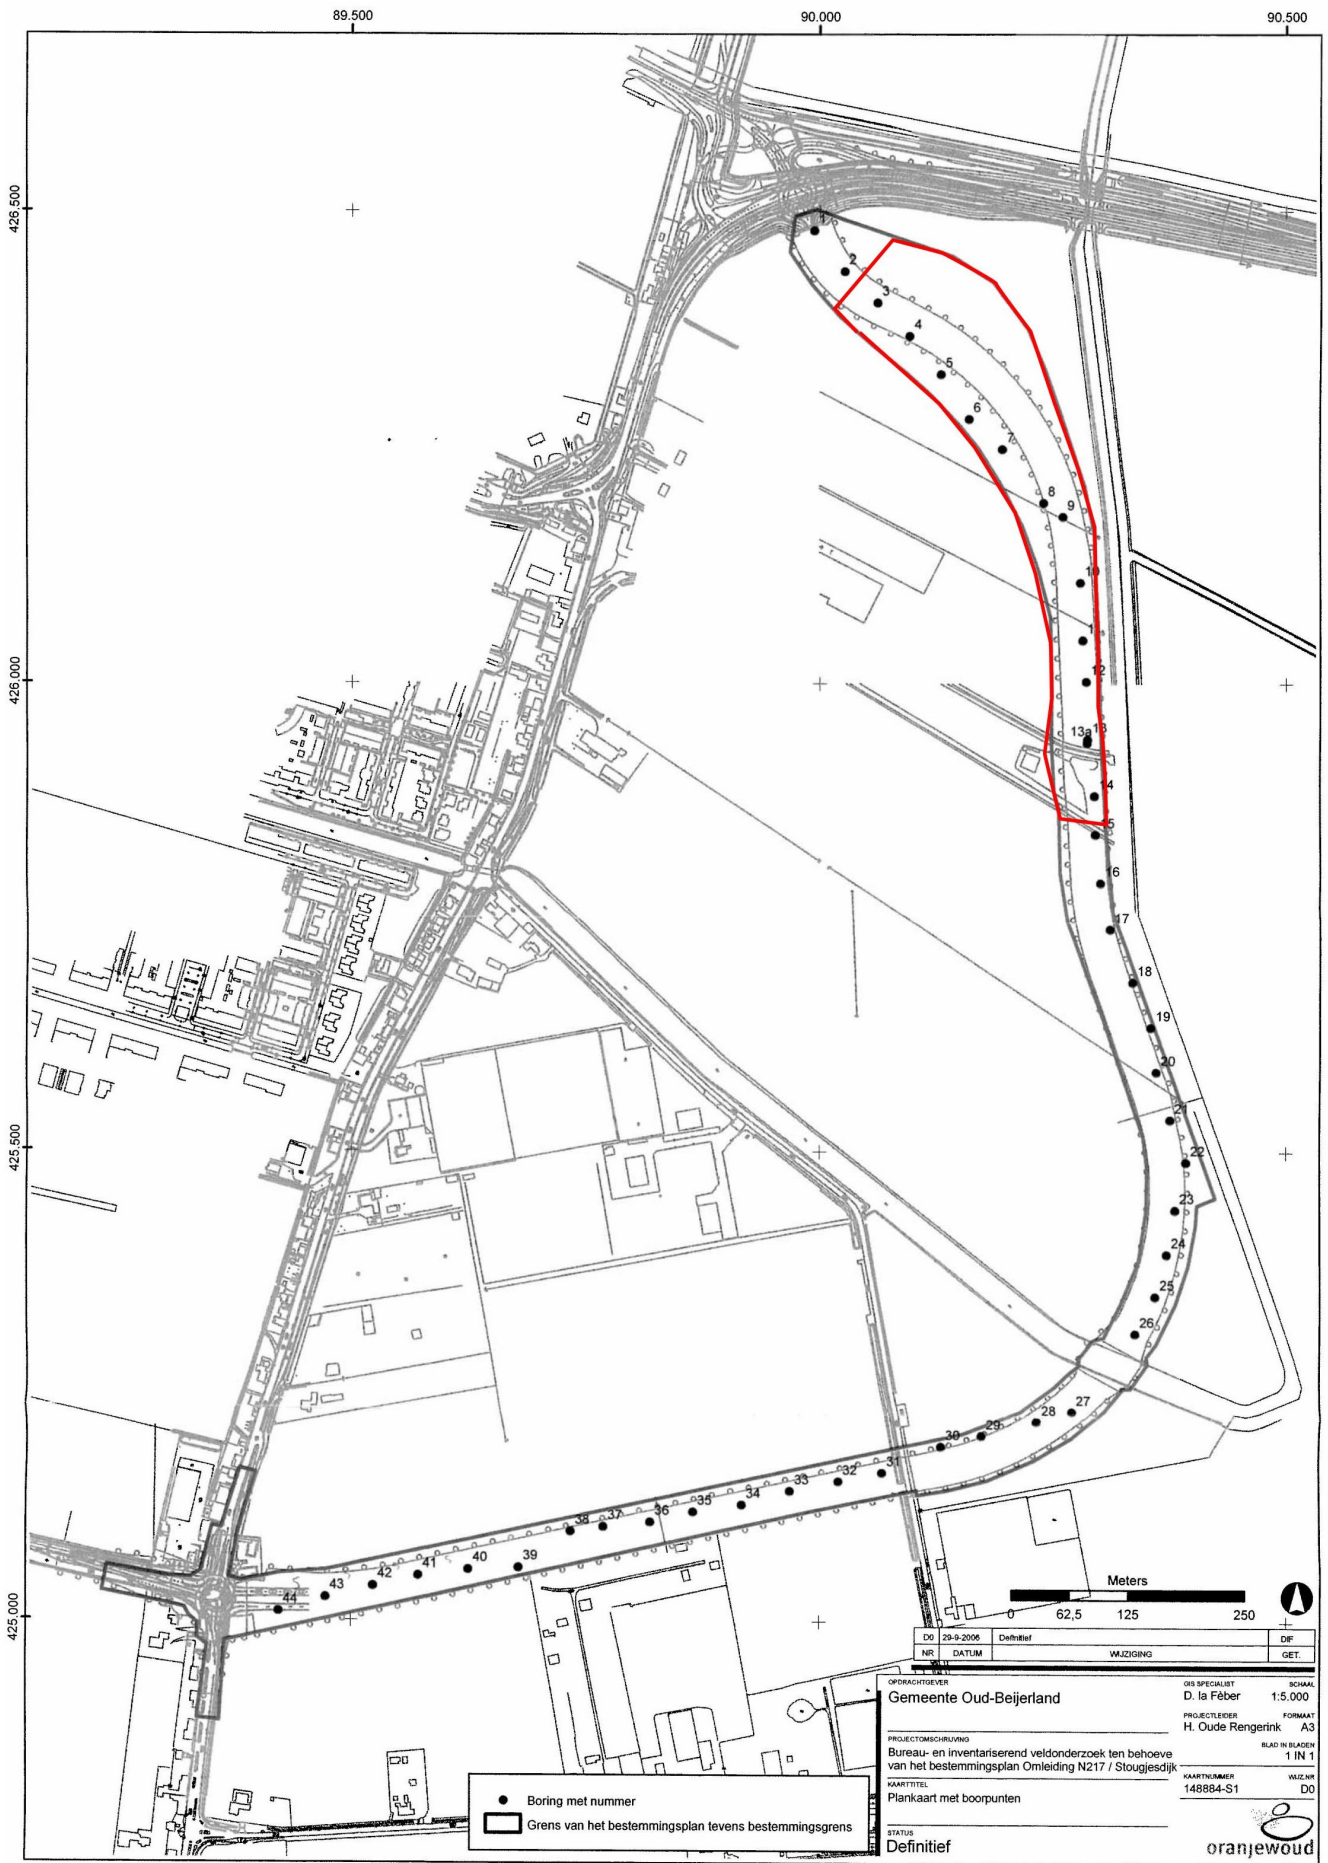 89.500
90.000
90.500
426.500
426.000
425.500
425.000
1
2
3
4
5
6
7
8
9
10
11
12
13a
13
14
15
16
17
18
19
20
21
22
23
24
25
26
27
28
29
30
31
32
33
34
35
36
37
38
39
40
41
42
43
44
Meters
0 62,5 125 250
D0 29-9-2006 Definitief DIF
NR DATUM WIJZIGING GET.
OPDRACHTGEVER
Gemeente Oud-Beijerland
GIS SPECIALIST SCHAAL
D. la Fèber 1:5.000
PROJECTLEIDER FORMAAT
H. Oude Rengerink A3
PROJECTOMSCHRIJVING
Bureau- en inventariserend veldonderzoek ten behoeve
van het bestemmingsplan Omleiding N217 / Stougjesdijk
BLAD IN BLADEN
1 IN 1
KAARTTITEL
Plankaart met boorpunten
KAARTNUMMER WIJZ.NR
148884-S1 D0
STATUS
Definitief
oranjewoud
Boring met nummer
Grens van het bestemmingsplan tevens bestemmingsgrens